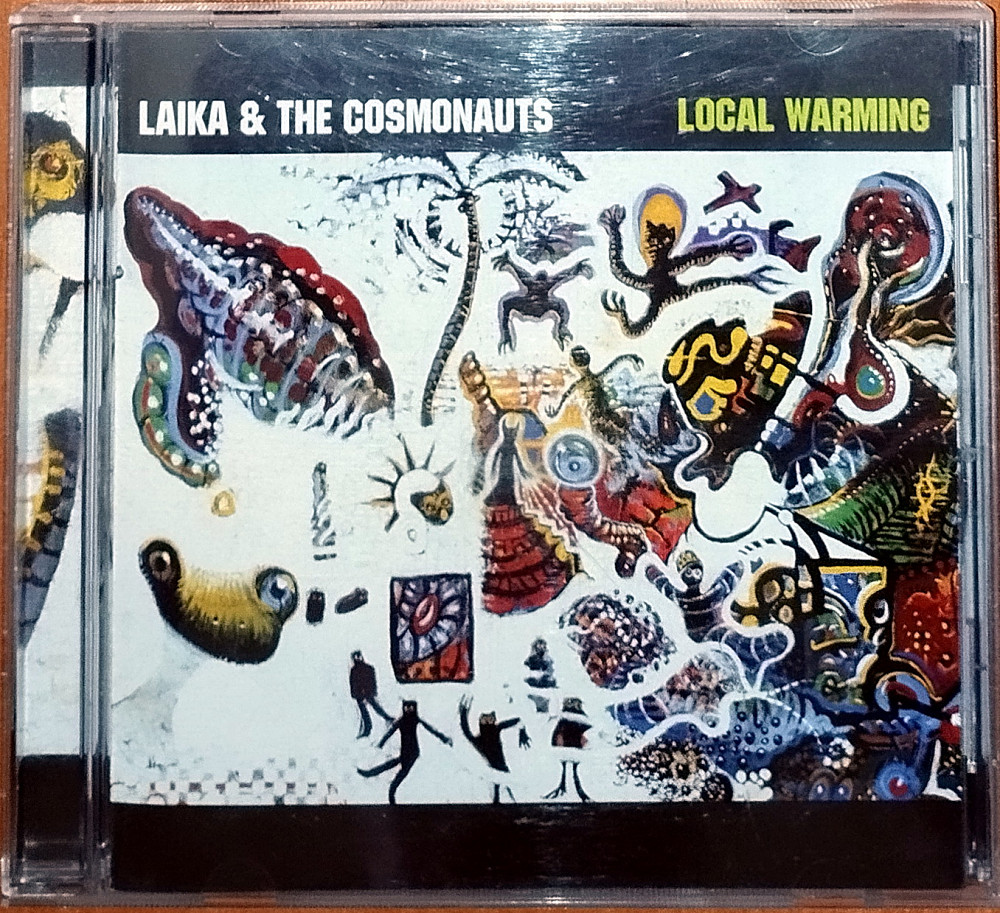 LAIKA & THE COSMONAUTS
LOCAL WARMING